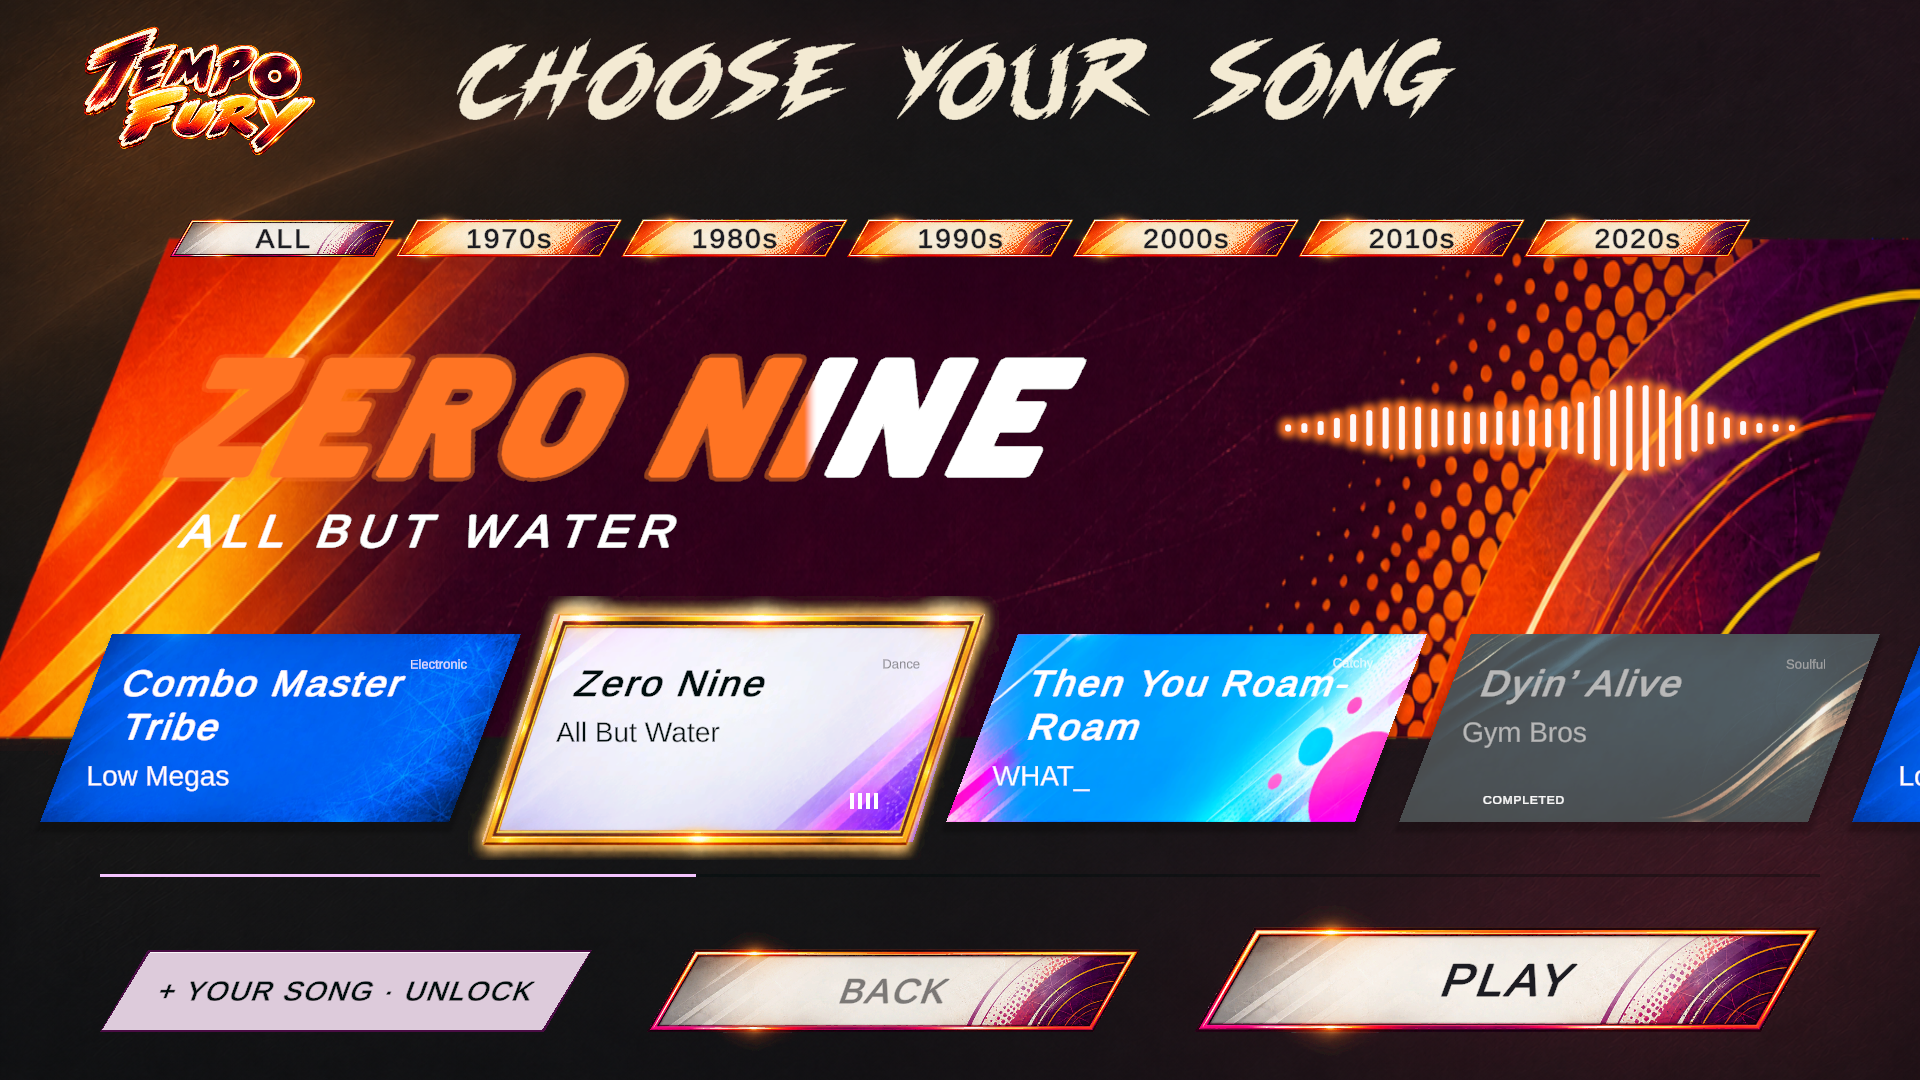 TEMPO
FURY
CHOOSE YOUR SONG
ALL
1970s
1980s
1990s
2000s
2010s
2020s
ZERO NINE
ALL BUT WATER
Electronic
Combo Master
Tribe
Low Megas
Dance
Zero Nine
All But Water
Catchy
Then You Roam-
Roam
WHAT_
Soulful
Dyin’ Alive
Gym Bros
COMPLETED
Lo
+ YOUR SONG · UNLOCK
BACK
PLAY